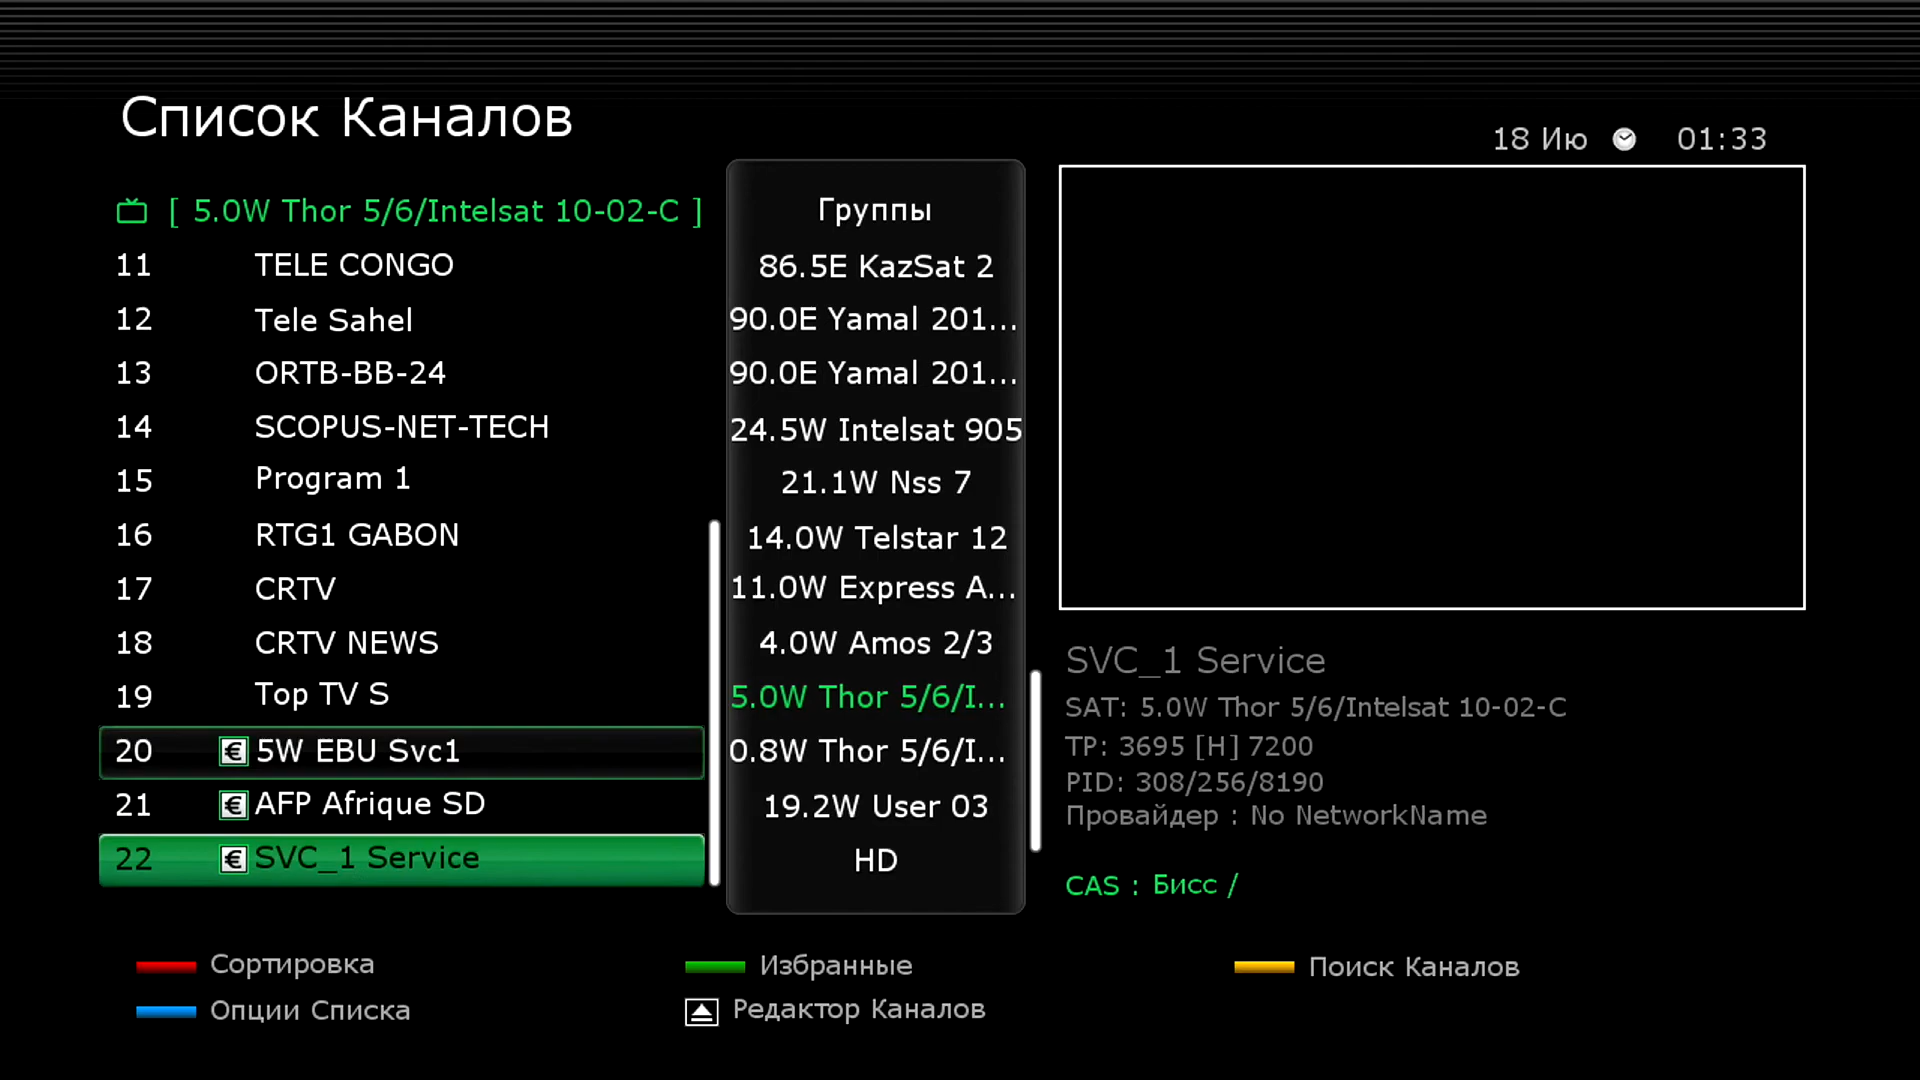 Список Каналов
18 Ию 01:33
[ 5.0W Thor 5/6/Intelsat 10-02-C ]
11 TELE CONGO
12 Tele Sahel
13 ORTB-BB-24
14 SCOPUS-NET-TECH
15 Program 1
16 RTG1 GABON
17 CRTV
18 CRTV NEWS
19 Top TV S
20 € 5W EBU Svc1
21 € AFP Afrique SD
22 € SVC_1 Service
Группы
86.5E KazSat 2
90.0E Yamal 201...
90.0E Yamal 201...
24.5W Intelsat 905
21.1W Nss 7
14.0W Telstar 12
11.0W Express A...
4.0W Amos 2/3
5.0W Thor 5/6/I...
0.8W Thor 5/6/I...
19.2W User 03
HD
SVC_1 Service
SAT: 5.0W Thor 5/6/Intelsat 10-02-C
TP: 3695 [H] 7200
PID: 308/256/8190
Провайдер : No NetworkName
CAS : Бисс /
Сортировка
Избранные
Поиск Каналов
Опции Списка
Редактор Каналов